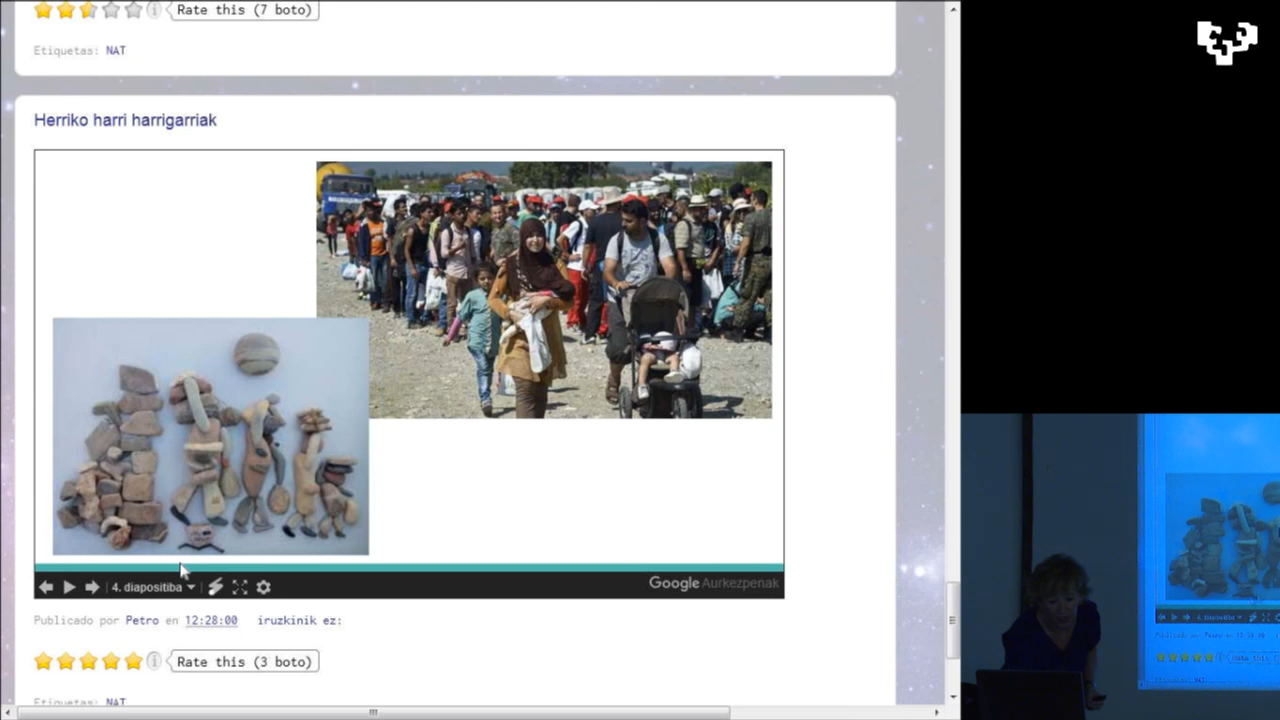 Rate this (7 boto)
Etiquetas: NAT
Herriko harri harrigarriak
4. diapositiba
Google Aurkezpenak
Publicado por Petro en 12:28:00 iruzkinik ez:
Rate this (3 boto)
Etiquetas: NAT